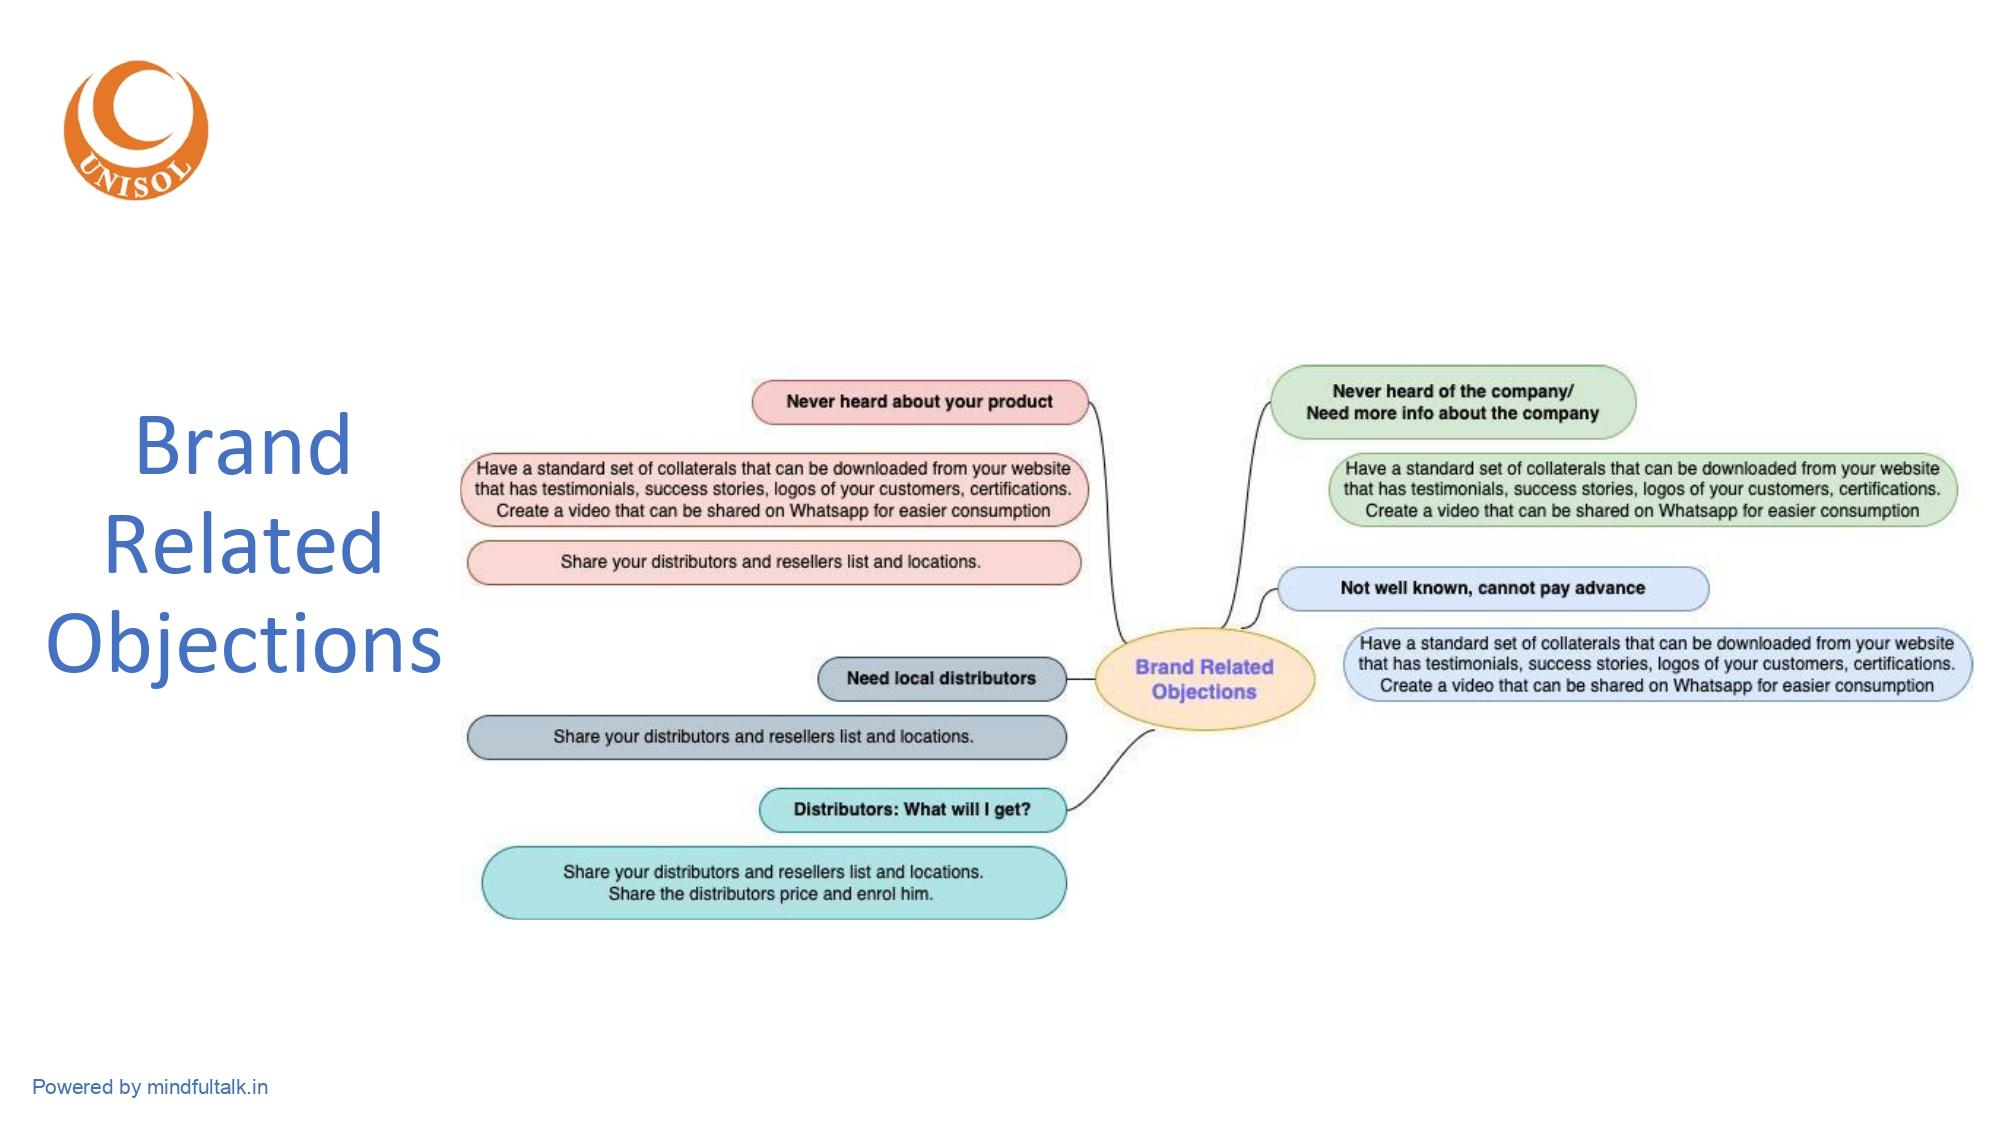 UNISOL
Brand
Related
Objections
Never heard about your product
Have a standard set of collaterals that can be downloaded from your website
that has testimonials, success stories, logos of your customers, certifications.
Create a video that can be shared on Whatsapp for easier consumption
Share your distributors and resellers list and locations.
Need local distributors
Share your distributors and resellers list and locations.
Distributors: What will I get?
Share your distributors and resellers list and locations.
Share the distributors price and enrol him.
Brand Related
Objections
Never heard of the company/
Need more info about the company
Have a standard set of collaterals that can be downloaded from your website
that has testimonials, success stories, logos of your customers, certifications.
Create a video that can be shared on Whatsapp for easier consumption
Not well known, cannot pay advance
Have a standard set of collaterals that can be downloaded from your website
that has testimonials, success stories, logos of your customers, certifications.
Create a video that can be shared on Whatsapp for easier consumption
Powered by mindfultalk.in